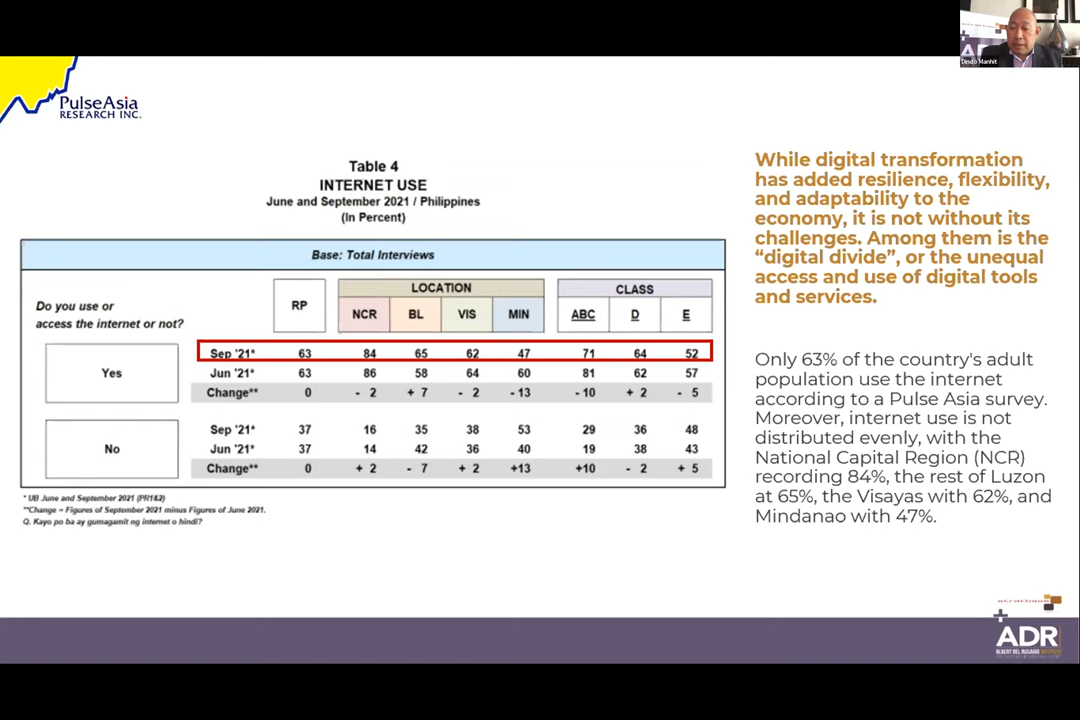 Dindo Manhit
PulseAsia
RESEARCH INC.
Table 4
INTERNET USE
June and September 2021 / Philippines
(In Percent)
Base: Total Interviews
Do you use or
access the internet or not?
RP
LOCATION
CLASS
NCR BL VIS MIN ABC D E
Sep '21* 63 84 65 62 47 71 64 52
Yes Jun '21* 63 86 58 64 60 81 62 57
Change** 0 - 2 + 7 - 2 - 13 - 10 + 2 - 5
Sep '21* 37 16 35 38 53 29 36 48
No Jun '21* 37 14 42 36 40 19 38 43
Change** 0 + 2 - 7 + 2 +13 +10 - 2 + 5
* UB June and September 2021 (PR1&2)
**Change = Figures of September 2021 minus Figures of June 2021.
Q. Kayo po ba ay gumagamit ng internet o hindi?
While digital transformation
has added resilience, flexibility,
and adaptability to the
economy, it is not without its
challenges. Among them is the
“digital divide”, or the unequal
access and use of digital tools
and services.
Only 63% of the country's adult
population use the internet
according to a Pulse Asia survey.
Moreover, internet use is not
distributed evenly, with the
National Capital Region (NCR)
recording 84%, the rest of Luzon
at 65%, the Visayas with 62%, and
Mindanao with 47%.
stratbase
ADR
ALBERT DEL ROSARIO INSTITUTE